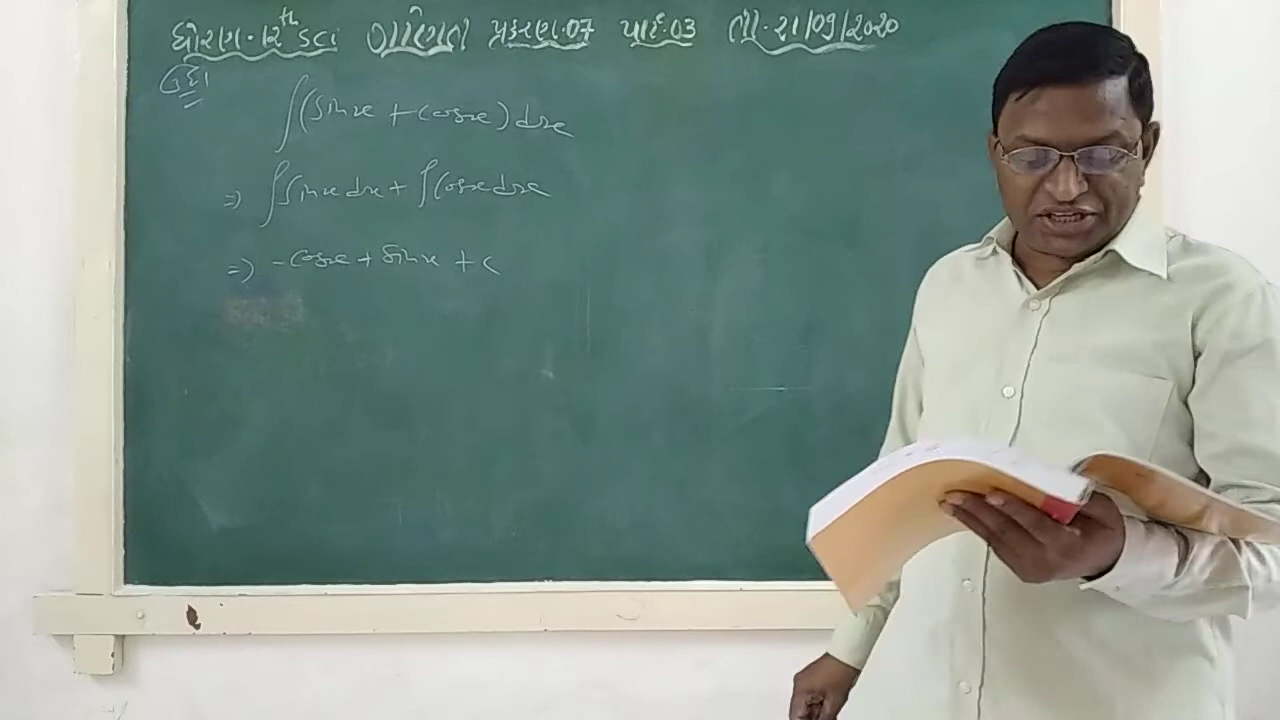 ધોરણ.12th sci ગણિત પ્રકરણ.07 પાર્ટ.03 તા.21/09/2020
∫(sinx + cosx) dx
⇒ ∫sinx dx + ∫cosx dx
⇒ -cosx + sinx + c